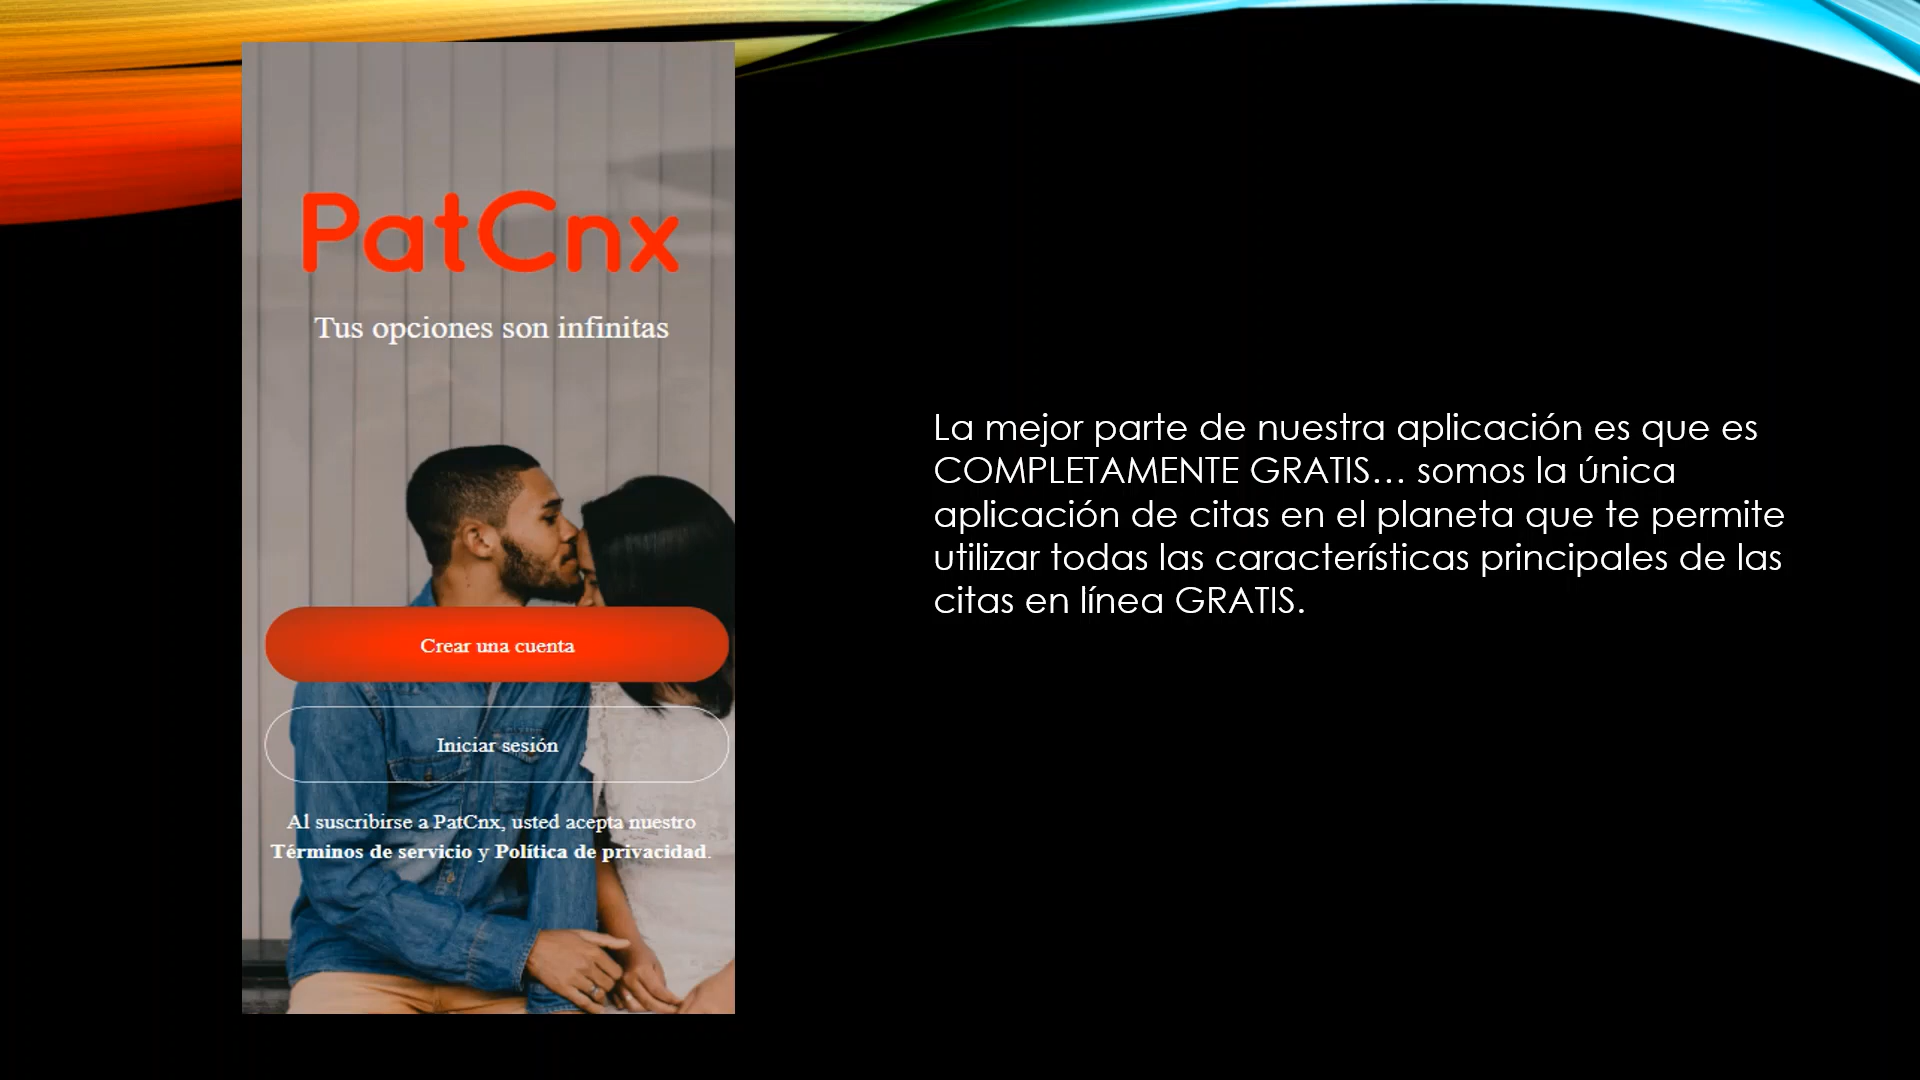 PatCnx
Tus opciones son infinitas
Crear una cuenta
Iniciar sesión
Al suscribirse a PatCnx, usted acepta nuestro
Términos de servicio y Política de privacidad.
La mejor parte de nuestra aplicación es que es
COMPLETAMENTE GRATIS… somos la única
aplicación de citas en el planeta que te permite
utilizar todas las características principales de las
citas en línea GRATIS.